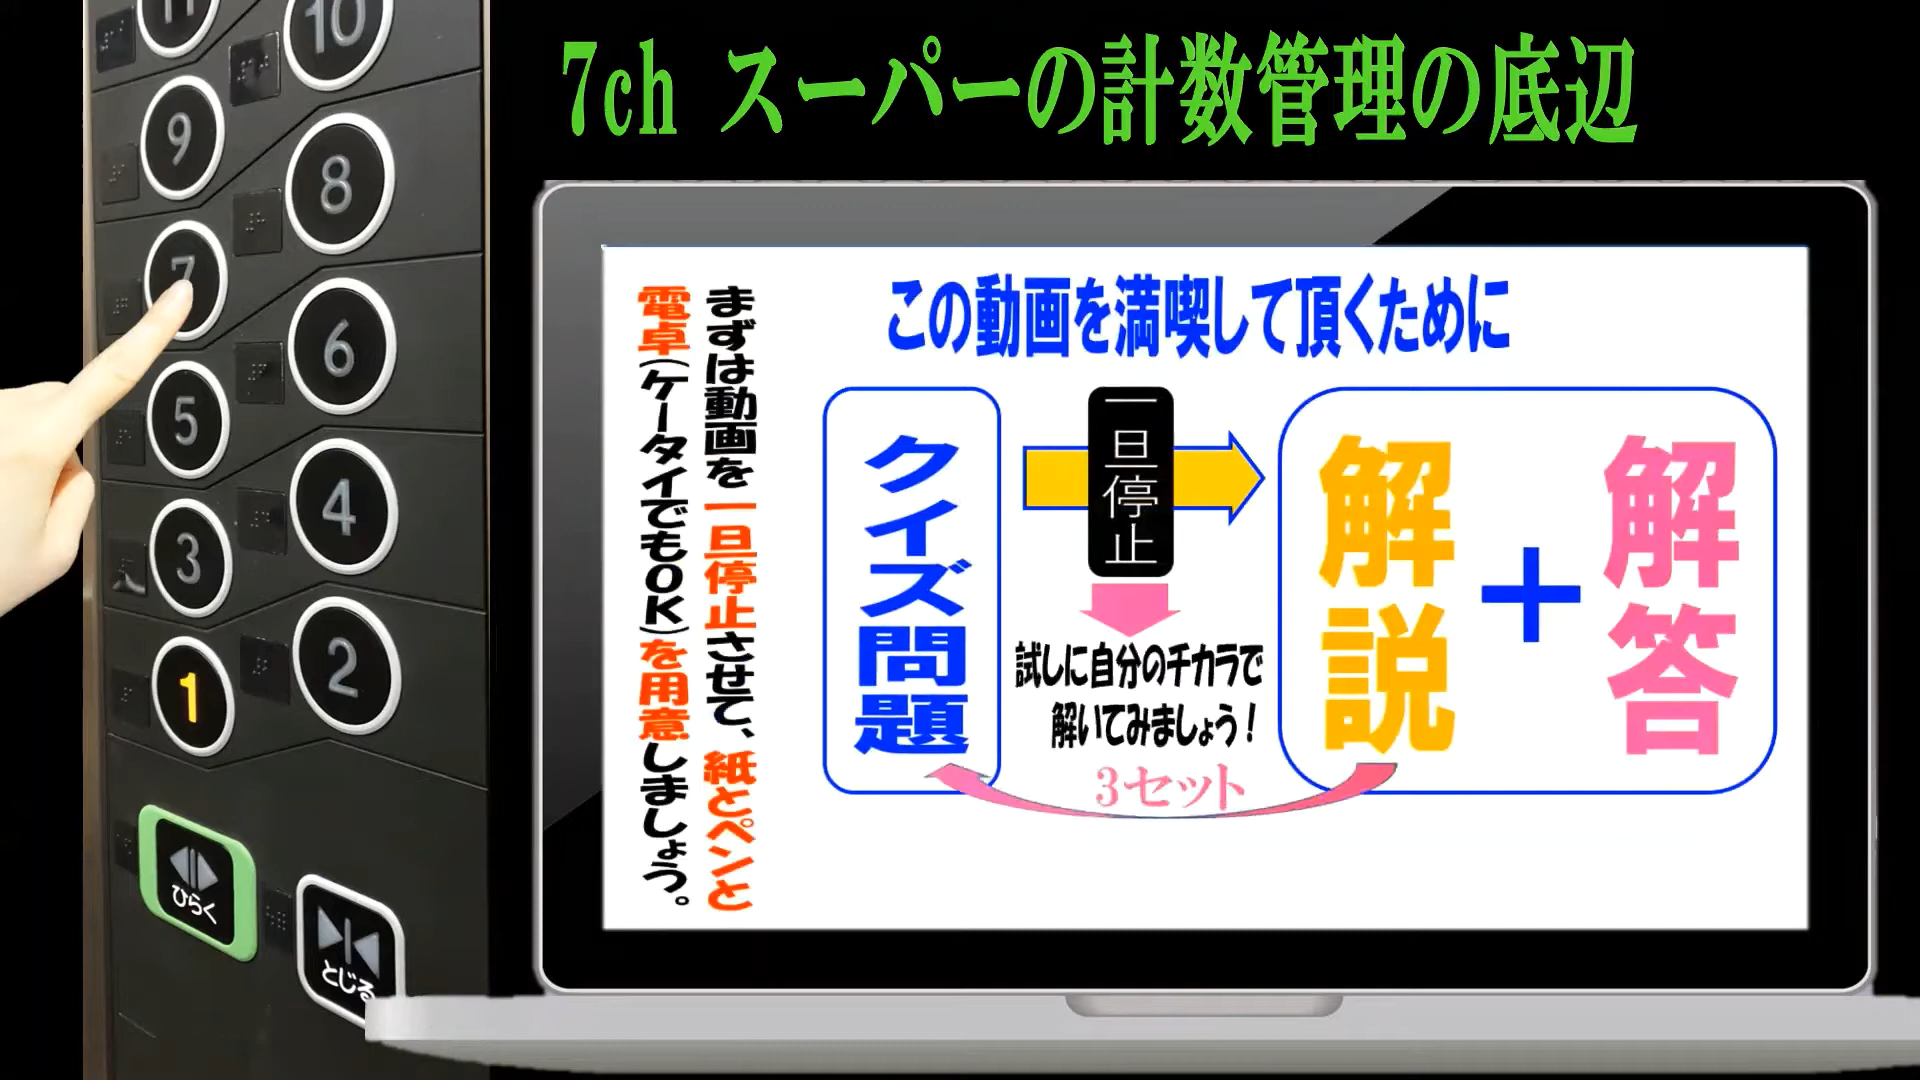 7ch スーパーの計数管理の底辺
11
10
9
8
7
6
5
4
3
2
1
ひらく
とじる
この動画を満喫して頂くために
まずは動画を一旦停止させて、紙とペンと
電卓(ケータイでもOK)を用意しましょう。
クイズ問題
一旦停止
試しに自分のチカラで
解いてみましょう!
3セット
解説
+
解答